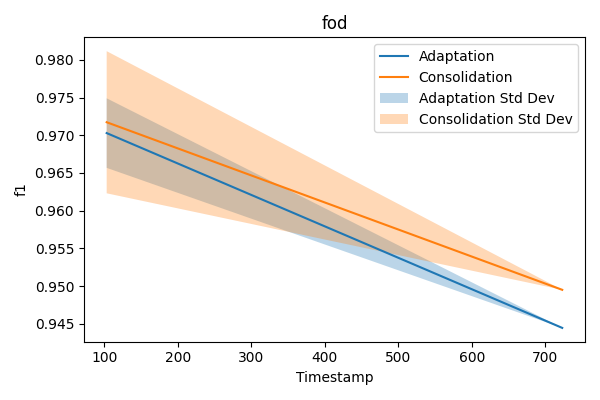 fod
Adaptation
Consolidation
Adaptation Std Dev
Consolidation Std Dev
f1
0.980
0.975
0.970
0.965
0.960
0.955
0.950
0.945
100 200 300 400 500 600 700
Timestamp